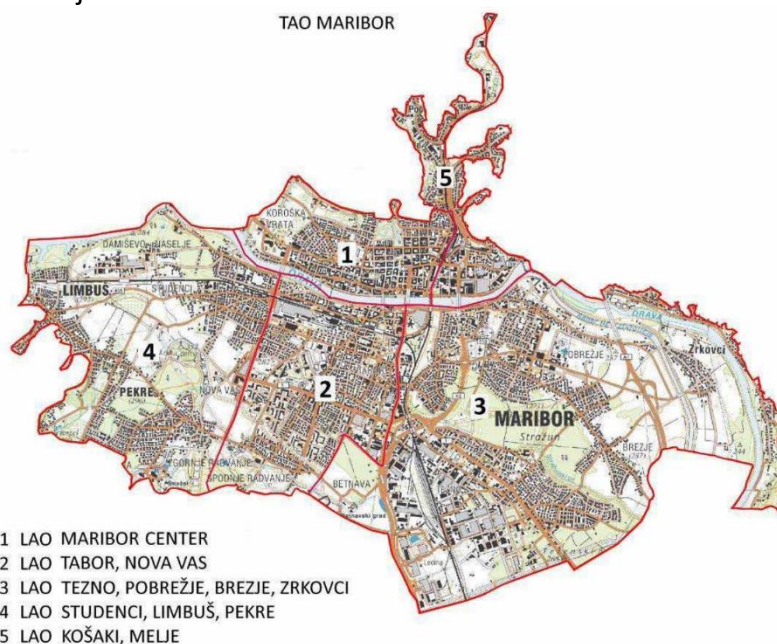 TAO MARIBOR
5
KOROŠKA
VRATA
1
NASELJE
LIMBUŠ
STUDENCI
DRAVA
4
POBREŽJE
Zrkovci
PEKRE
NOVA VAS
2
3
MARIBOR
Stražun
BREZJE
GORNJE RADVANJE
SPODNJE RADVANJE
BETNAVA
1 LAO MARIBOR CENTER
2 LAO TABOR, NOVA VAS
3 LAO TEZNO, POBREŽJE, BREZJE, ZRKOVCI
4 LAO STUDENCI, LIMBUŠ, PEKRE
5 LAO KOŠAKI, MELJE